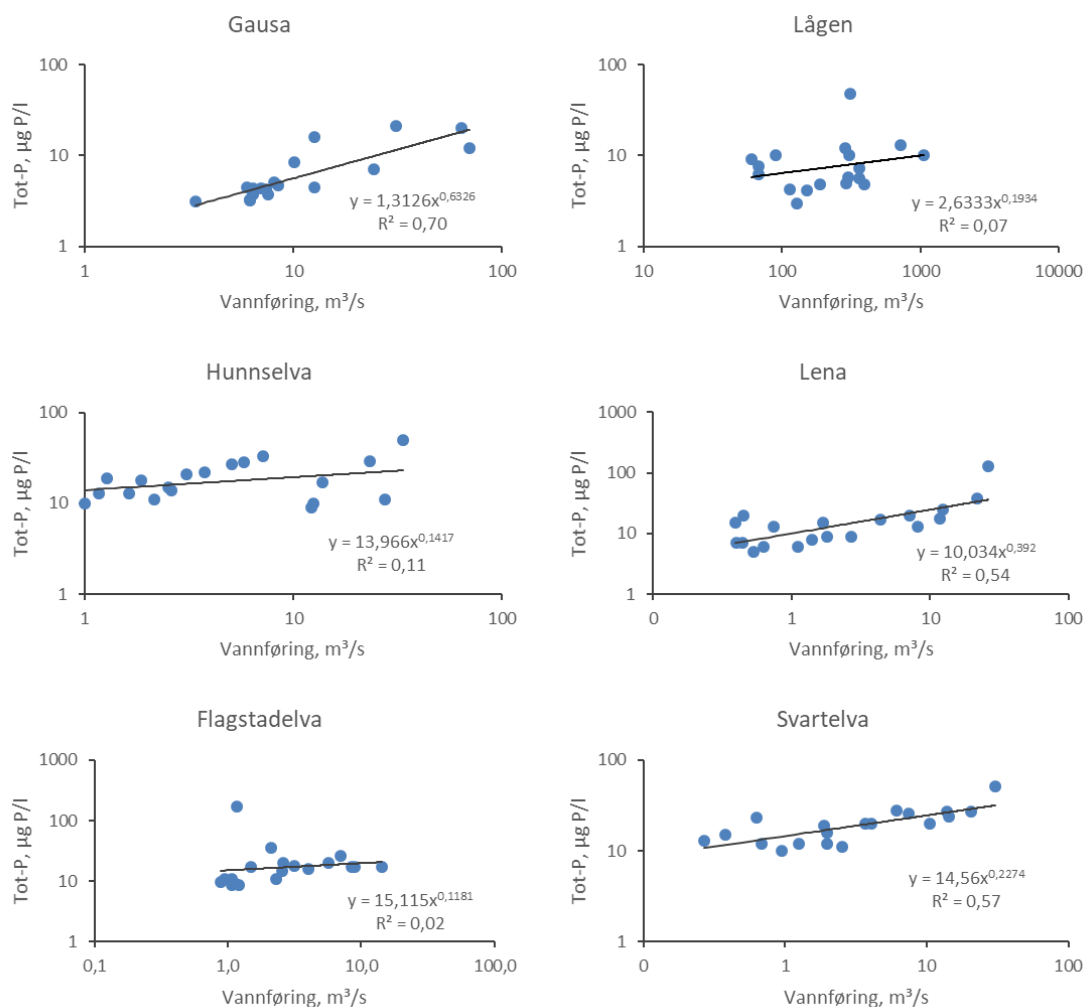 Gausa
Tot-P, µg P/l
100
10
1
y = 1,3126x^0,6326
R² = 0,70
1 10 100
Vannføring, m³/s
Lågen
Tot-P, µg P/l
100
10
1
y = 2,6333x^0,1934
R² = 0,07
10 100 1000 10000
Vannføring, m³/s
Hunnselva
Tot-P, µg P/l
100
10
1
y = 13,966x^0,1417
R² = 0,11
1 10 100
Vannføring, m³/s
Lena
Tot-P, µg P/l
1000
100
10
1
y = 10,034x^0,392
R² = 0,54
0 1 10 100
Vannføring, m³/s
Flagstadelva
Tot-P, µg P/l
1000
100
10
1
y = 15,115x^0,1181
R² = 0,02
0,1 1,0 10,0 100,0
Vannføring, m³/s
Svartelva
Tot-P, µg P/l
100
10
1
y = 14,56x^0,2274
R² = 0,57
0 1 10 100
Vannføring, m³/s